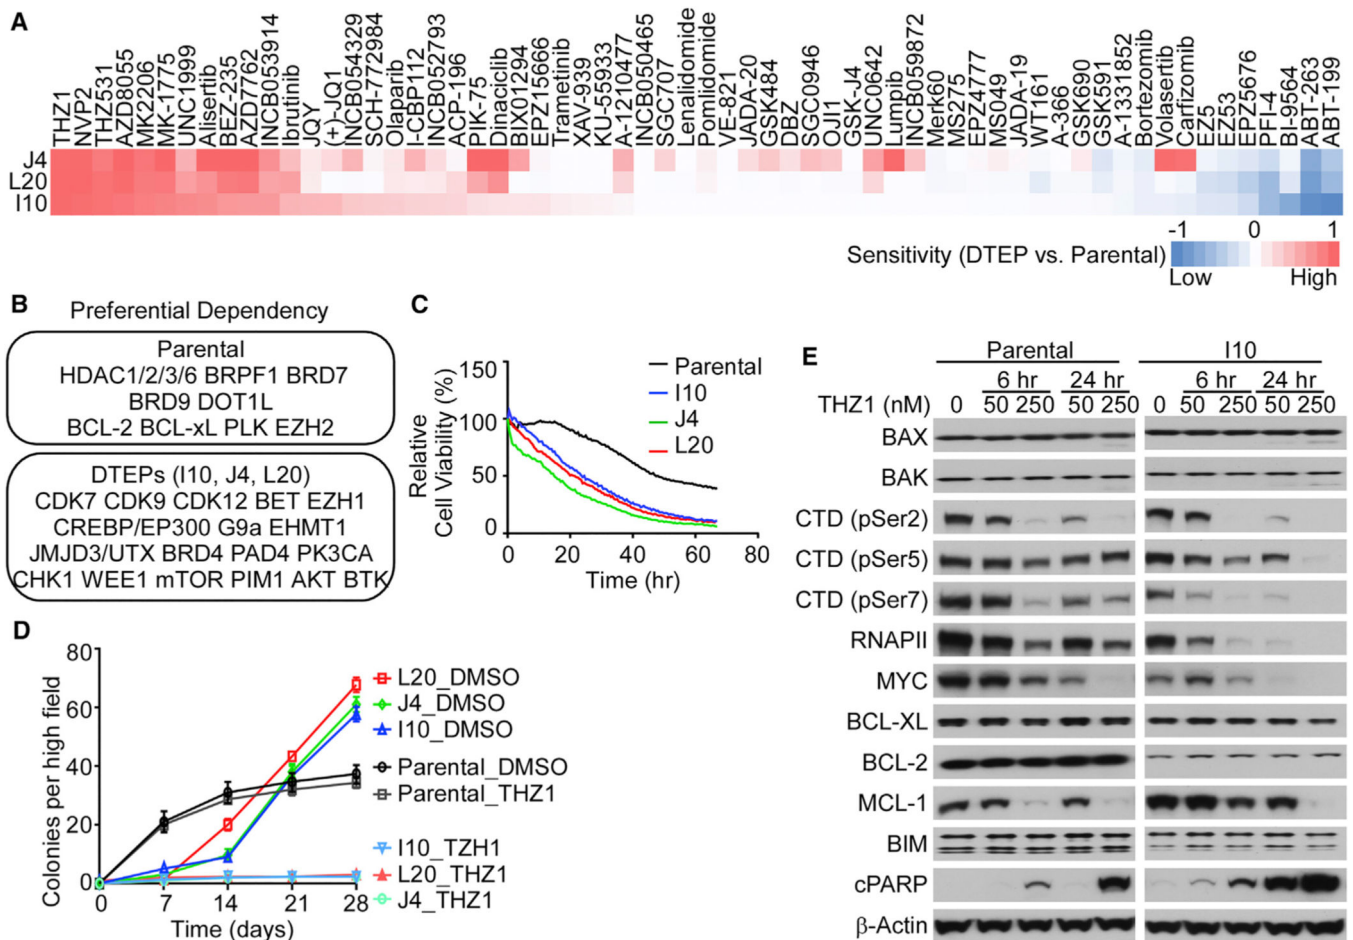 A
THZ1
NVP2
THZ531
AZD8055
MK2206
MK-1775
UNC1999
Alisertib
BEZ-235
AZD7762
INCB053914
Ibrutinib
JQY
(+)-JQ1
INCB054329
SCH-772984
Olaparib
I-CBP112
INCB052793
ACP-196
PIK-75
Dinaciclib
BIX01294
EPZ15666
Trametinib
XAV-939
KU-55933
A-1210477
INCB050465
SGC707
Lenalidomide
Pomlidomide
VE-821
JADA-20
GSK484
DBZ
SGC0946
OJI1
GSK-J4
UNC0642
Lumpib
INCB059872
Merk60
MS275
EPZ4777
MS049
JADA-19
WT161
A-366
GSK690
GSK591
A-1331852
Bortezomib
Volasertib
Carfizomib
EZ5
EZ53
EPZ5676
PFI-4
BI-9564
ABT-263
ABT-199
J4
L20
I10
-1 0 1
Sensitivity (DTEP vs. Parental)
Low High
B
Preferential Dependency
Parental
HDAC1/2/3/6 BRPF1 BRD7
BRD9 DOT1L
BCL-2 BCL-xL PLK EZH2
DTEPs (I10, J4, L20)
CDK7 CDK9 CDK12 BET EZH1
CREBP/EP300 G9a EHMT1
JMJD3/UTX BRD4 PAD4 PK3CA
CHK1 WEE1 mTOR PIM1 AKT BTK
C
Relative
Cell Viability (%)
150
100
50
0
0 20 40 60 80
Time (hr)
Parental
I10
J4
L20
D
Colonies per high field
80
60
40
20
0
0 7 14 21 28
Time (days)
L20_DMSO
J4_DMSO
I10_DMSO
Parental_DMSO
Parental_THZ1
I10_TZH1
L20_THZ1
J4_THZ1
E
Parental I10
6 hr 24 hr 6 hr 24 hr
THZ1 (nM) 0 50 250 50 250 0 50 250 50 250
BAX
BAK
CTD (pSer2)
CTD (pSer5)
CTD (pSer7)
RNAPII
MYC
BCL-XL
BCL-2
MCL-1
BIM
cPARP
β-Actin